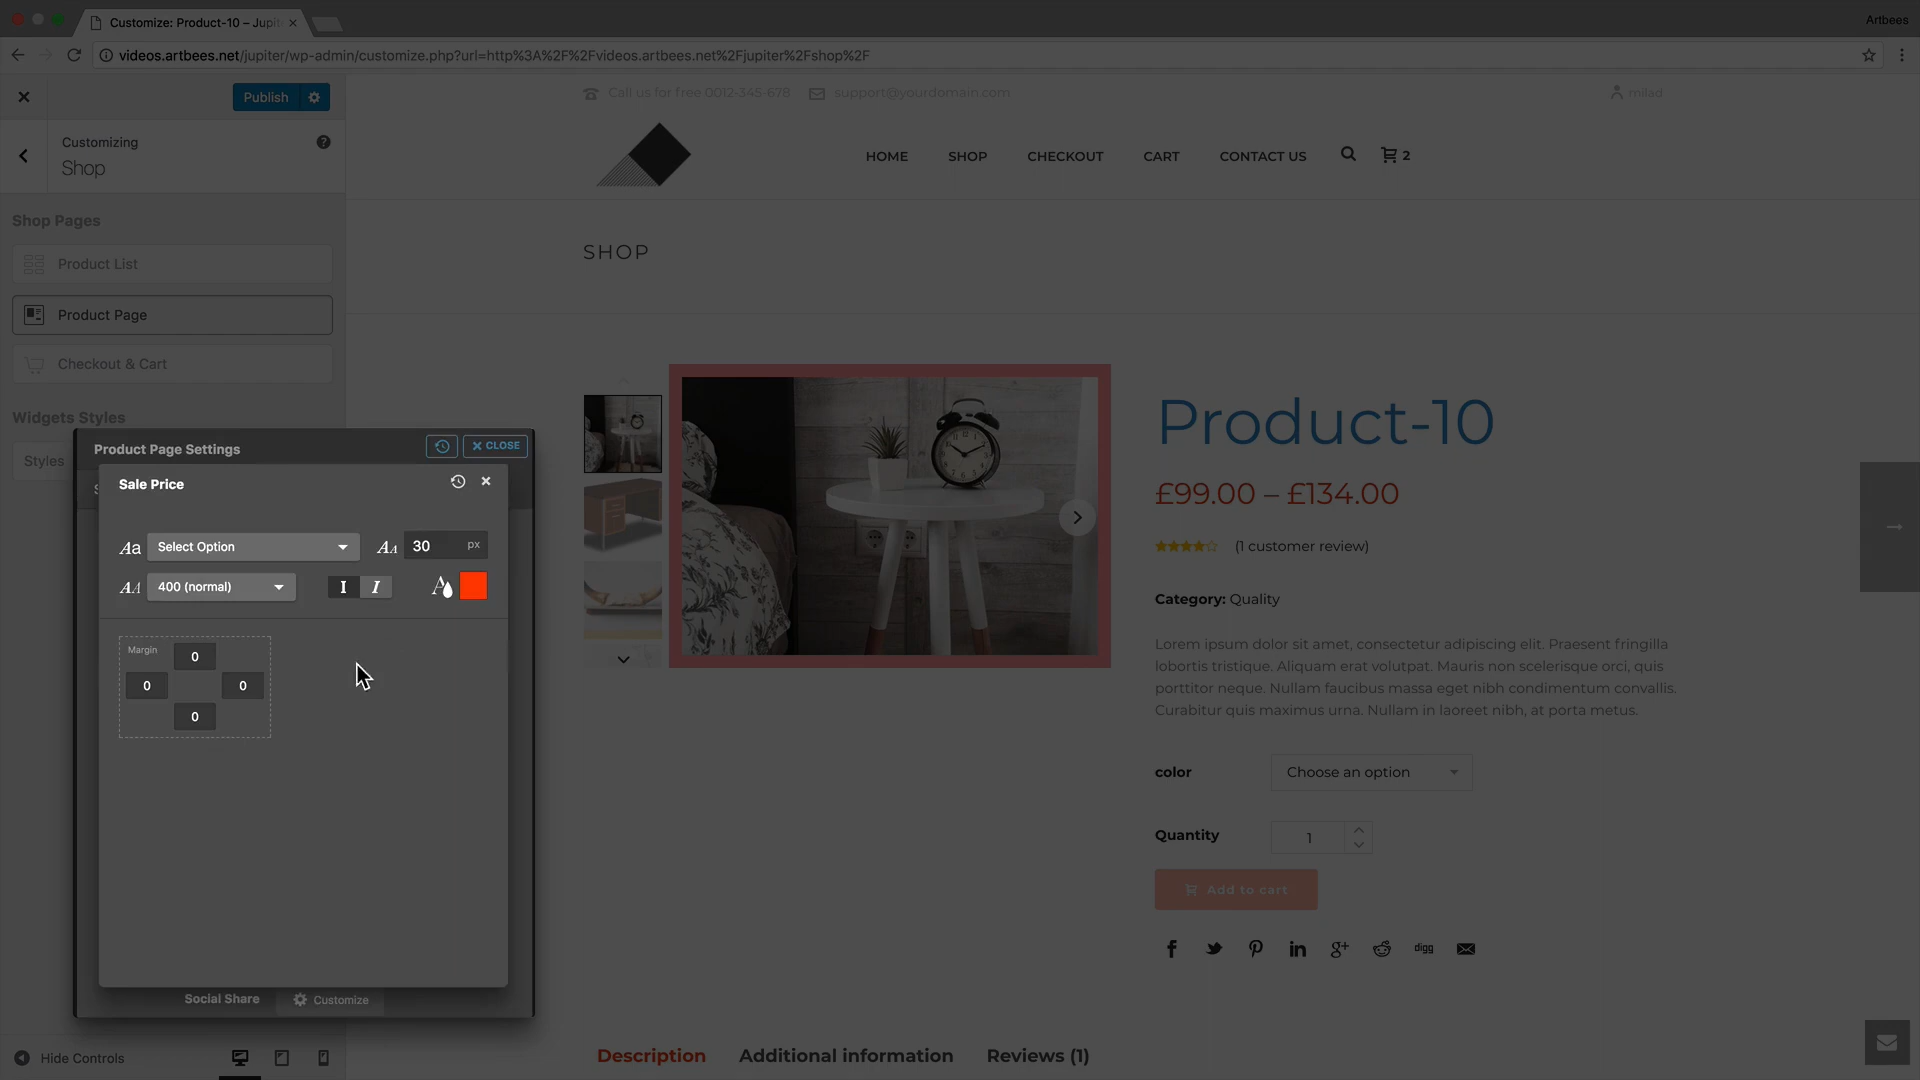 Customize: Product-10 – Jupit
Artbees
videos.artbees.net/jupiter/wp-admin/customize.php?url=http%3A%2F%2Fvideos.artbees.net%2Fjupiter%2Fshop%2F
Publish
Customizing
Shop
Shop Pages
Product List
Product Page
Checkout & Cart
Widgets Styles
Styles
Product Page Settings
CLOSE
Sale Price
Aa Select Option AA 30 px
AA 400 (normal) I I A
Margin
0
0 0
0
Social Share Customize
Hide Controls
Call us for free 0012-345-678 support@yourdomain.com milad
HOME SHOP CHECKOUT CART CONTACT US 2
SHOP
Product-10
£99.00 – £134.00
(1 customer review)
Category: Quality
Lorem ipsum dolor sit amet, consectetur adipiscing elit. Praesent fringilla
lobortis tristique. Aliquam erat volutpat. Mauris non scelerisque orci, quis
porttitor neque. Nullam faucibus massa eget nibh condimentum convallis.
Curabitur quis maximus urna. Nullam in laoreet nibh, at porta metus.
color Choose an option
Quantity 1
Add to cart
digg
Description Additional information Reviews (1)